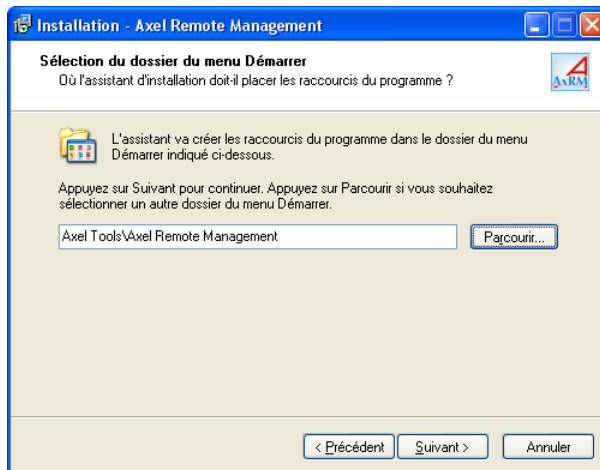 Installation - Axel Remote Management
Sélection du dossier du menu Démarrer
Où l'assistant d'installation doit-il placer les raccourcis du programme ?
AxRM
L'assistant va créer les raccourcis du programme dans le dossier du menu
Démarrer indiqué ci-dessous.
Appuyez sur Suivant pour continuer. Appuyez sur Parcourir si vous souhaitez
sélectionner un autre dossier du menu Démarrer.
Axel Tools\Axel Remote Management
Parcourir...
< Précédent
Suivant >
Annuler